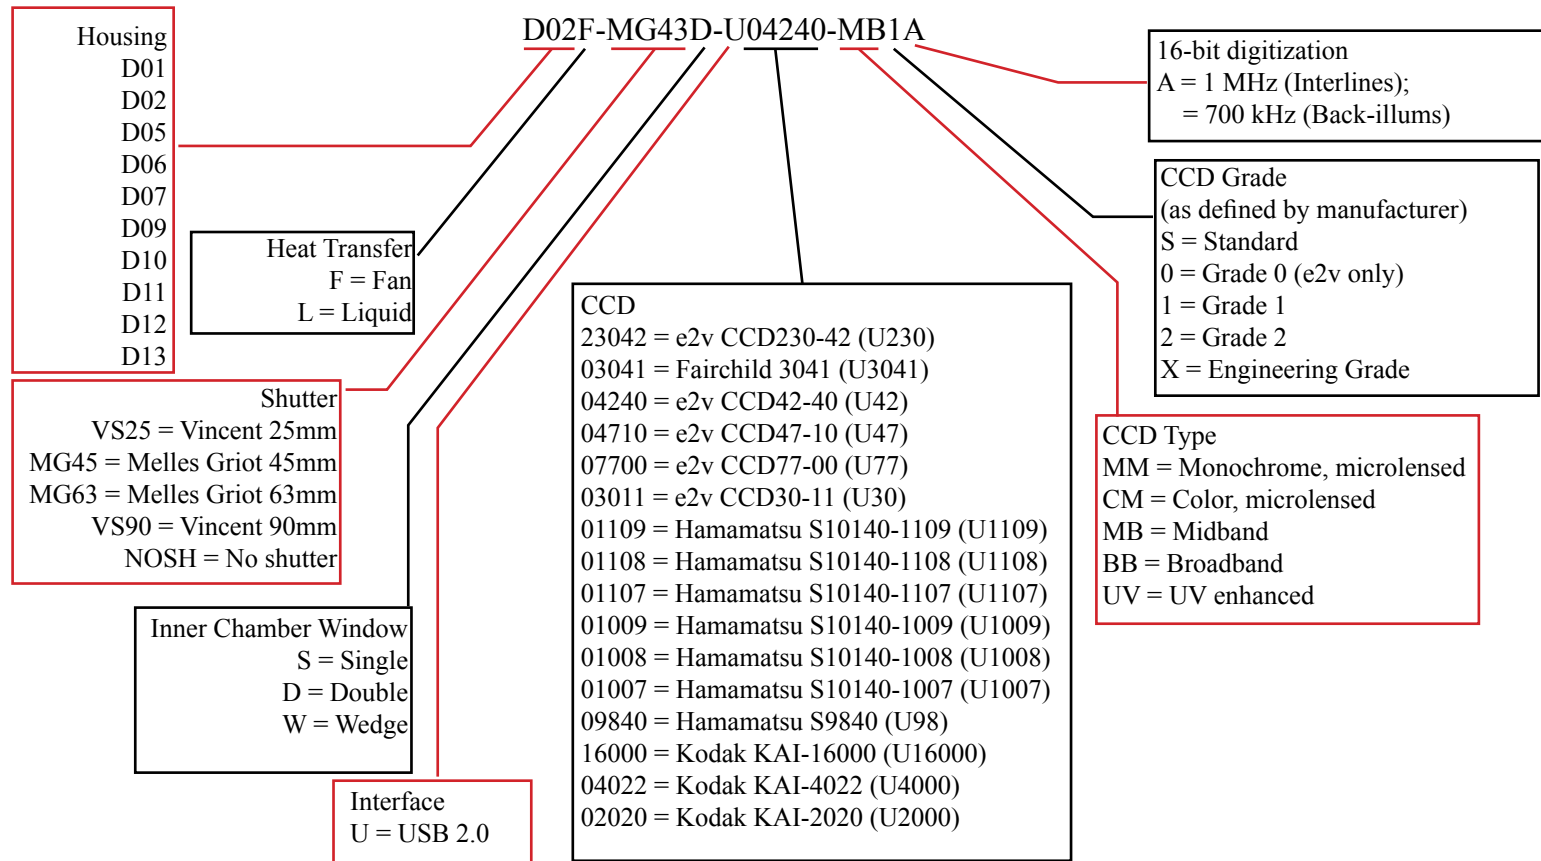 D02F-MG43D-U04240-MB1A
Housing
D01
D02
D05
D06
D07
D09
D10
D11
D12
D13
Heat Transfer
F = Fan
L = Liquid
Shutter
VS25 = Vincent 25mm
MG45 = Melles Griot 45mm
MG63 = Melles Griot 63mm
VS90 = Vincent 90mm
NOSH = No shutter
Inner Chamber Window
S = Single
D = Double
W = Wedge
Interface
U = USB 2.0
CCD
23042 = e2v CCD230-42 (U230)
03041 = Fairchild 3041 (U3041)
04240 = e2v CCD42-40 (U42)
04710 = e2v CCD47-10 (U47)
07700 = e2v CCD77-00 (U77)
03011 = e2v CCD30-11 (U30)
01109 = Hamamatsu S10140-1109 (U1109)
01108 = Hamamatsu S10140-1108 (U1108)
01107 = Hamamatsu S10140-1107 (U1107)
01009 = Hamamatsu S10140-1009 (U1009)
01008 = Hamamatsu S10140-1008 (U1008)
01007 = Hamamatsu S10140-1007 (U1007)
09840 = Hamamatsu S9840 (U98)
16000 = Kodak KAI-16000 (U16000)
04022 = Kodak KAI-4022 (U4000)
02020 = Kodak KAI-2020 (U2000)
16-bit digitization
A = 1 MHz (Interlines);
= 700 kHz (Back-illums)
CCD Grade
(as defined by manufacturer)
S = Standard
0 = Grade 0 (e2v only)
1 = Grade 1
2 = Grade 2
X = Engineering Grade
CCD Type
MM = Monochrome, microlensed
CM = Color, microlensed
MB = Midband
BB = Broadband
UV = UV enhanced